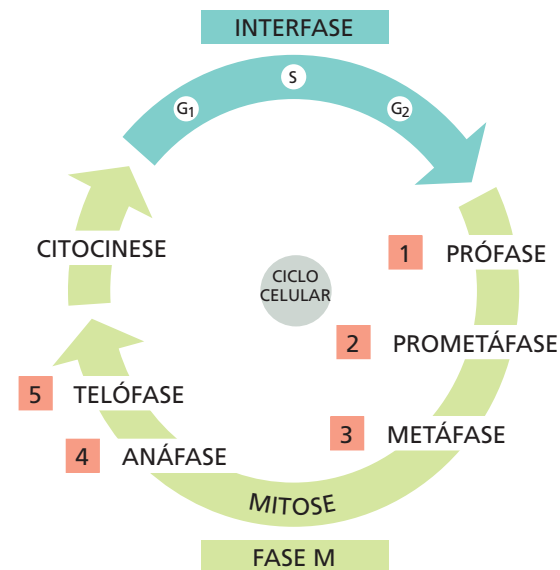 INTERFASE
S
G1
G2
CITOCINESE
CICLO
CELULAR
1 PRÓFASE
2 PROMETÁFASE
3 METÁFASE
5 TELÓFASE
4 ANÁFASE
MITOSE
FASE M